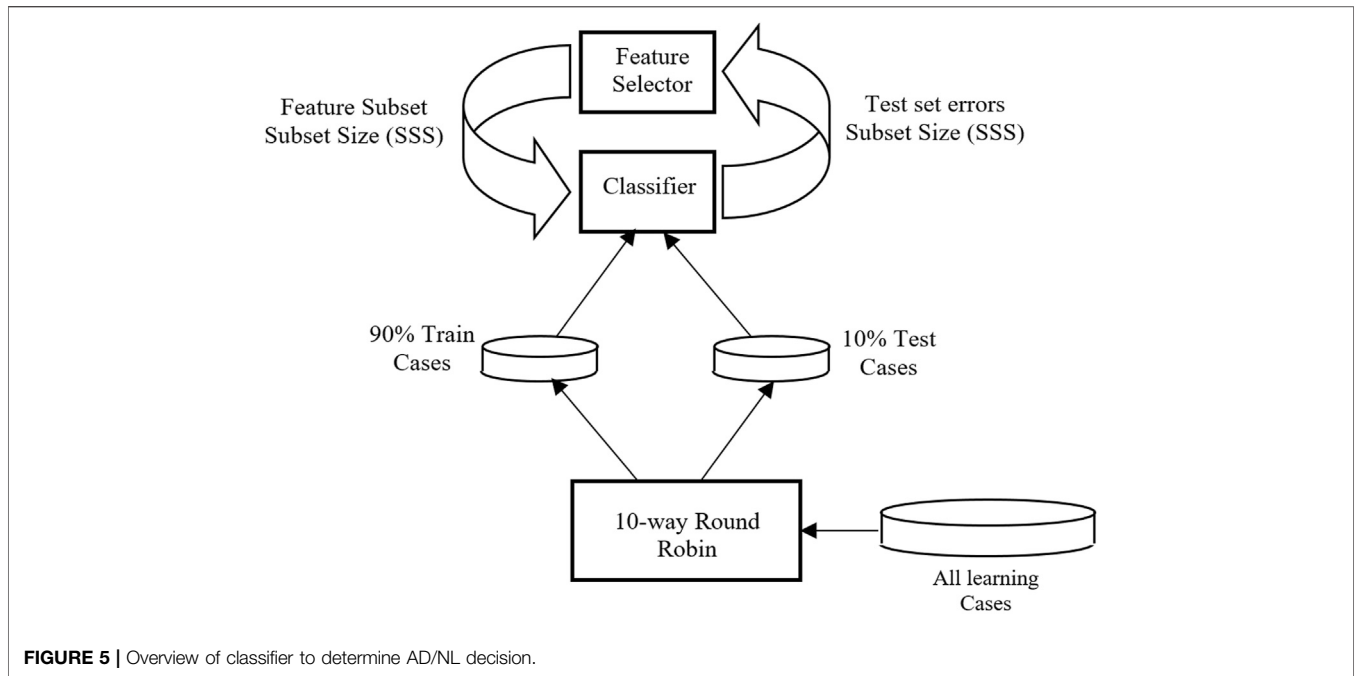 Feature
Selector
Feature Subset
Subset Size (SSS)
Test set errors
Subset Size (SSS)
Classifier
90% Train
Cases
10% Test
Cases
10-way Round
Robin
All learning
Cases
FIGURE 5 | Overview of classifier to determine AD/NL decision.